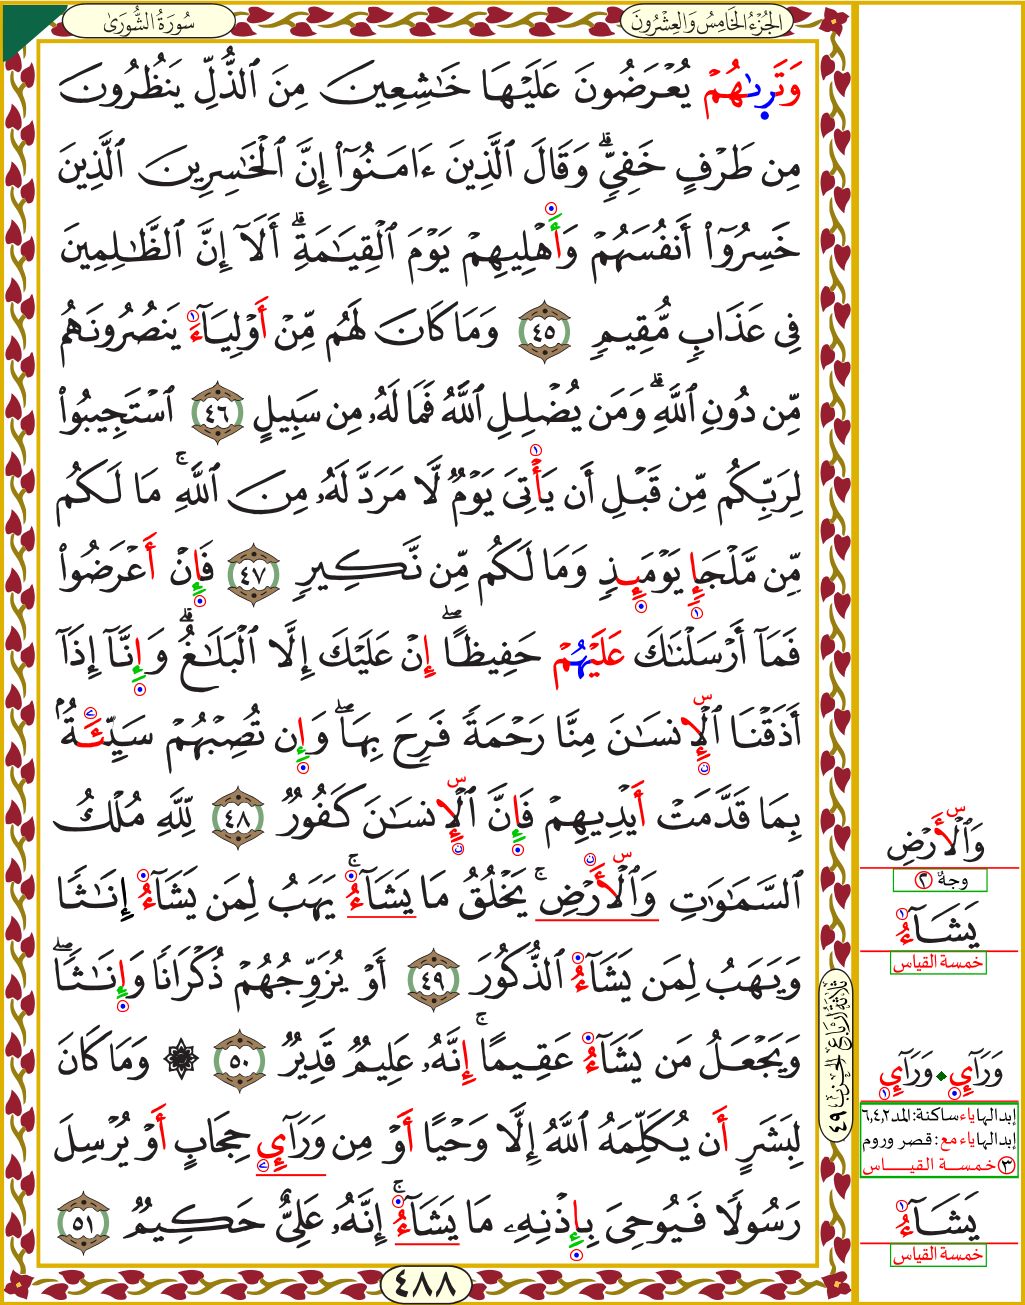 الجُزْءُ الخَامِسُ وَالعِشْرُونَ
سُورَةُ الشُّورَىٰ
وَتَرَىٰهُمْ يُعْرَضُونَ عَلَيْهَا خَٰشِعِينَ مِنَ ٱلذُّلِّ يَنظُرُونَ
مِن طَرْفٍ خَفِيٍّۗ وَقَالَ ٱلَّذِينَ ءَامَنُوٓاْ إِنَّ ٱلْخَٰسِرِينَ ٱلَّذِينَ
خَسِرُوٓاْ أَنفُسَهُمْ وَأَهْلِيهِمْ يَوْمَ ٱلْقِيَٰمَةِۗ أَلَآ إِنَّ ٱلظَّٰلِمِينَ
فِى عَذَابٍ مُّقِيمٍ ٤٥ وَمَا كَانَ لَهُم مِّنْ أَوْلِيَآءَ يَنصُرُونَهُم
مِّن دُونِ ٱللَّهِۗ وَمَن يُضْلِلِ ٱللَّهُ فَمَا لَهُۥ مِن سَبِيلٍ ٤٦ ٱسْتَجِيبُواْ
لِرَبِّكُم مِّن قَبْلِ أَن يَأْتِىَ يَوْمٌ لَّا مَرَدَّ لَهُۥ مِنَ ٱللَّهِۚ مَا لَكُم
مِّن مَّلْجَإٍ يَوْمَئِذٍ وَمَا لَكُم مِّن نَّكِيرٍ ٤٧ فَإِنْ أَعْرَضُواْ
فَمَآ أَرْسَلْنَٰكَ عَلَيْهُمْ حَفِيظًاۖ إِنْ عَلَيْكَ إِلَّا ٱلْبَلَٰغُۗ وَإِنَّآ إِذَآ
أَذَقْنَا ٱلْإِنسَٰنَ مِنَّا رَحْمَةً فَرِحَ بِهَاۖ وَإِن تُصِبْهُمْ سَيِّئَةٌۢ
بِمَا قَدَّمَتْ أَيْدِيهِمْ فَإِنَّ ٱلْإِنسَٰنَ كَفُورٌ ٤٨ لِّلَّهِ مُلْكُ
ٱلسَّمَٰوَٰتِ وَٱلْأَرْضِۚ يَخْلُقُ مَا يَشَآءُۚ يَهَبُ لِمَن يَشَآءُ إِنَٰثًا
وَيَهَبُ لِمَن يَشَآءُ ٱلذُّكُورَ ٤٩ أَوْ يُزَوِّجُهُمْ ذُكْرَانًا وَإِنَٰثًاۖ
وَيَجْعَلُ مَن يَشَآءُ عَقِيمًاۚ إِنَّهُۥ عَلِيمٌ قَدِيرٌ ٥٠ ۞ وَمَا كَانَ
لِبَشَرٍ أَن يُكَلِّمَهُ ٱللَّهُ إِلَّا وَحْيًا أَوْ مِن وَرَآيِٕ حِجَابٍ أَوْ يُرْسِلَ
رَسُولًا فَيُوحِىَ بِإِذْنِهِۦ مَا يَشَآءُۚ إِنَّهُۥ عَلِىٌّ حَكِيمٌ ٥١
٤٨٨
ثلاثة أرباع الحزب ٤٩
وَٱلْأَرْضِ
وجهٌ ٢
يَشَآءُ
خمسة القياس
وَرَآيِٕ • وَرَآيِٕ
إبدالها ياء ساكنة: المد ٦،٤،٢
إبدالها ياء مع: قصر وروم
٣ خمسة القياس
يَشَآءُ
خمسة القياس